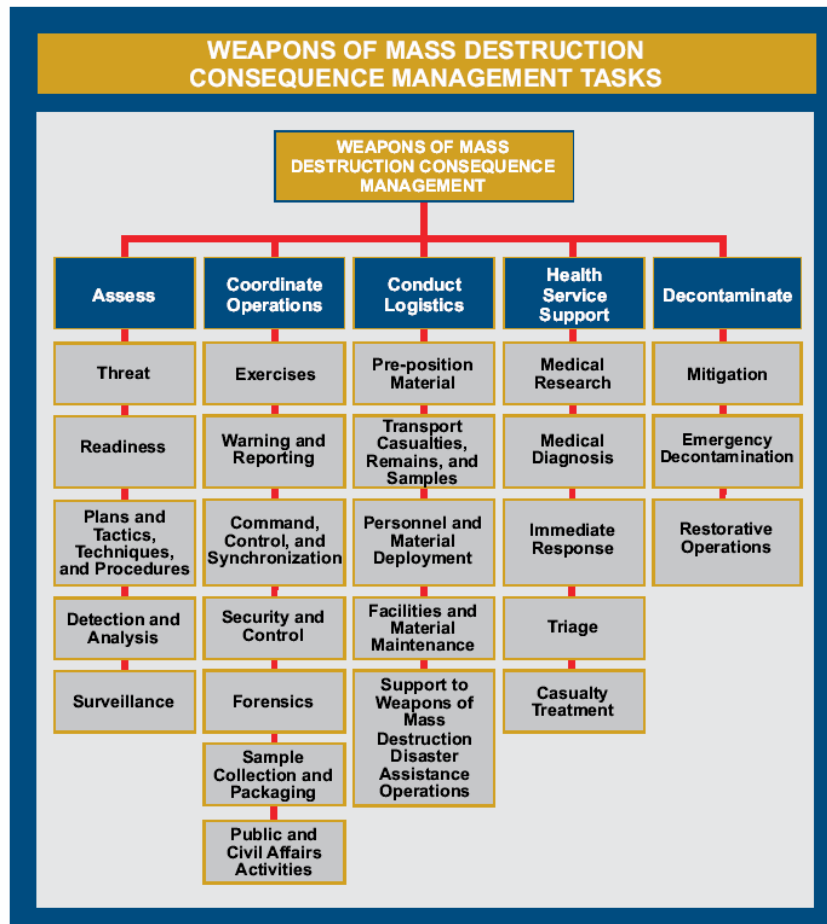 WEAPONS OF MASS DESTRUCTION
CONSEQUENCE MANAGEMENT TASKS
WEAPONS OF MASS
DESTRUCTION CONSEQUENCE
MANAGEMENT
Assess
Threat
Readiness
Plans and
Tactics,
Techniques,
and Procedures
Detection and
Analysis
Surveillance
Coordinate
Operations
Exercises
Warning and
Reporting
Command,
Control, and
Synchronization
Security and
Control
Forensics
Sample
Collection and
Packaging
Public and
Civil Affairs
Activities
Conduct
Logistics
Pre-position
Material
Transport
Casualties,
Remains, and
Samples
Personnel and
Material
Deployment
Facilities and
Material
Maintenance
Support to
Weapons of
Mass
Destruction
Disaster
Assistance
Operations
Health
Service
Support
Medical
Research
Medical
Diagnosis
Immediate
Response
Triage
Casualty
Treatment
Decontaminate
Mitigation
Emergency
Decontamination
Restorative
Operations